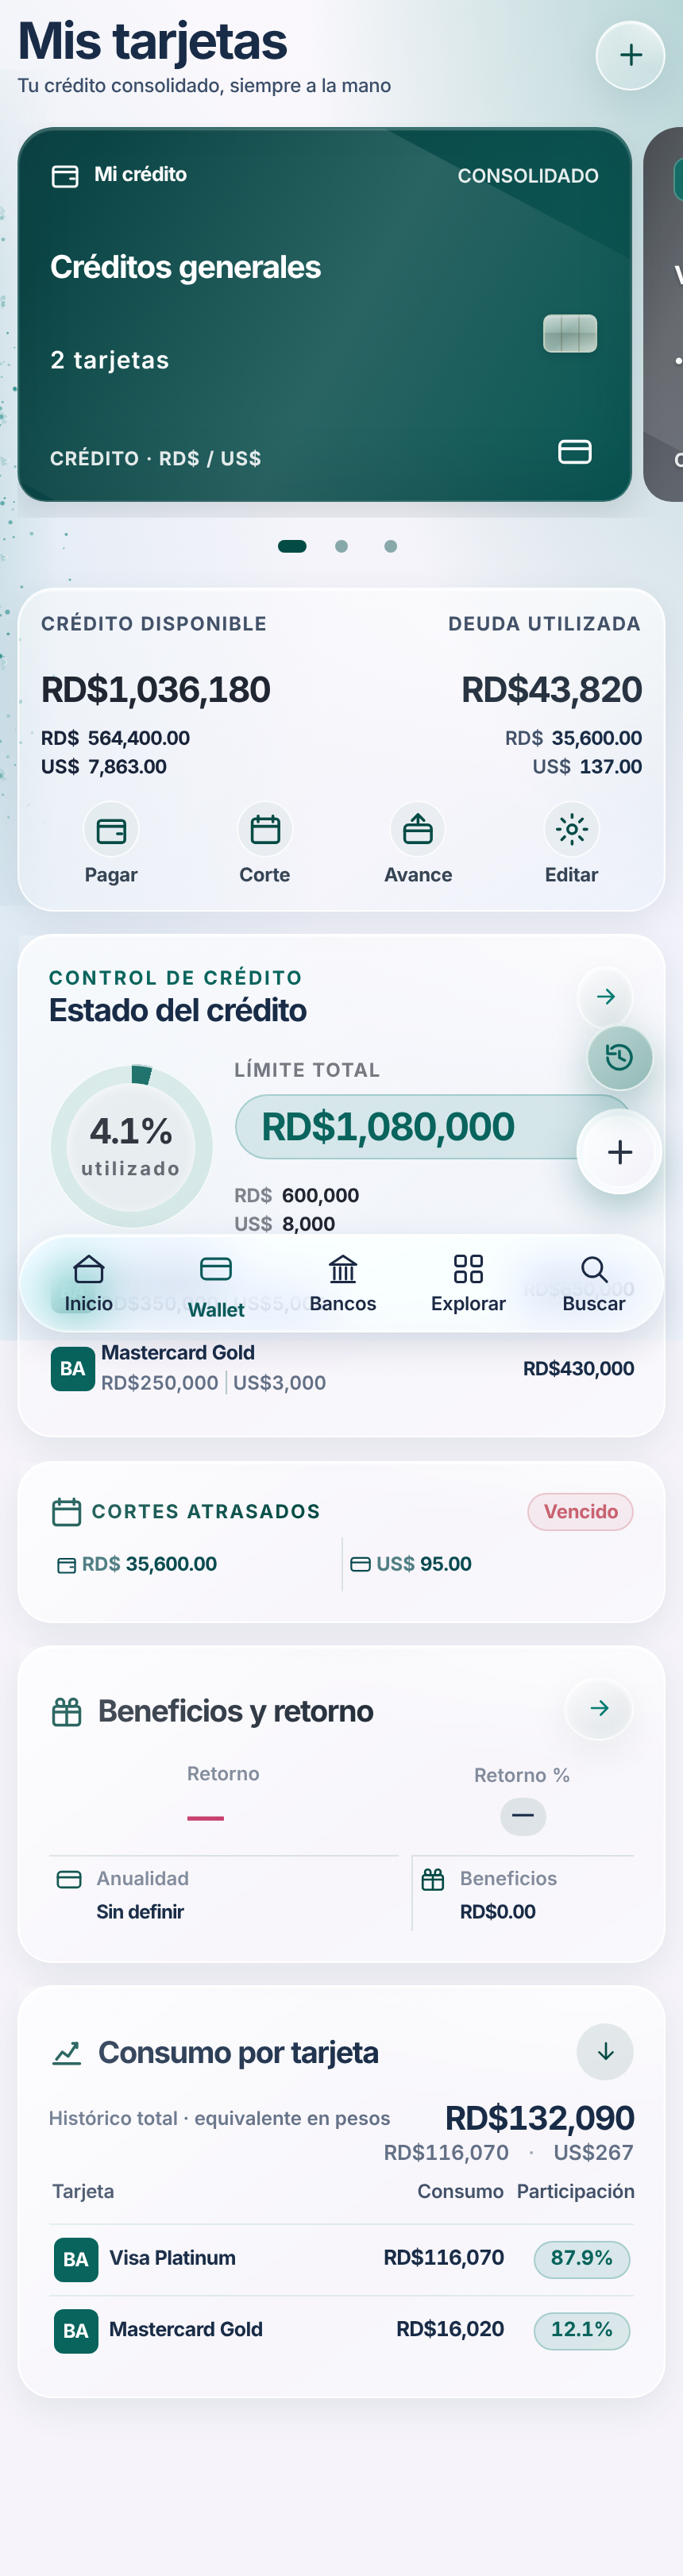 Mis tarjetas
Tu crédito consolidado, siempre a la mano
Mi crédito
CONSOLIDADO
Créditos generales
2 tarjetas
CRÉDITO · RD$ / US$
CRÉDITO DISPONIBLE
DEUDA UTILIZADA
RD$1,036,180
RD$43,820
RD$ 564,400.00
RD$ 35,600.00
US$ 7,863.00
US$ 137.00
Pagar
Corte
Avance
Editar
CONTROL DE CRÉDITO
Estado del crédito
4.1%
utilizado
LÍMITE TOTAL
RD$1,080,000
RD$ 600,000
US$ 8,000
Inicio
Wallet
Bancos
Explorar
Buscar
BA
Mastercard Gold
RD$250,000 | US$3,000
RD$430,000
CORTES ATRASADOS
Vencido
RD$ 35,600.00
US$ 95.00
Beneficios y retorno
Retorno
Retorno %
—
—
Anualidad
Sin definir
Beneficios
RD$0.00
Consumo por tarjeta
Histórico total · equivalente en pesos
RD$132,090
RD$116,070 · US$267
Tarjeta
Consumo
Participación
BA
Visa Platinum
RD$116,070
87.9%
BA
Mastercard Gold
RD$16,020
12.1%